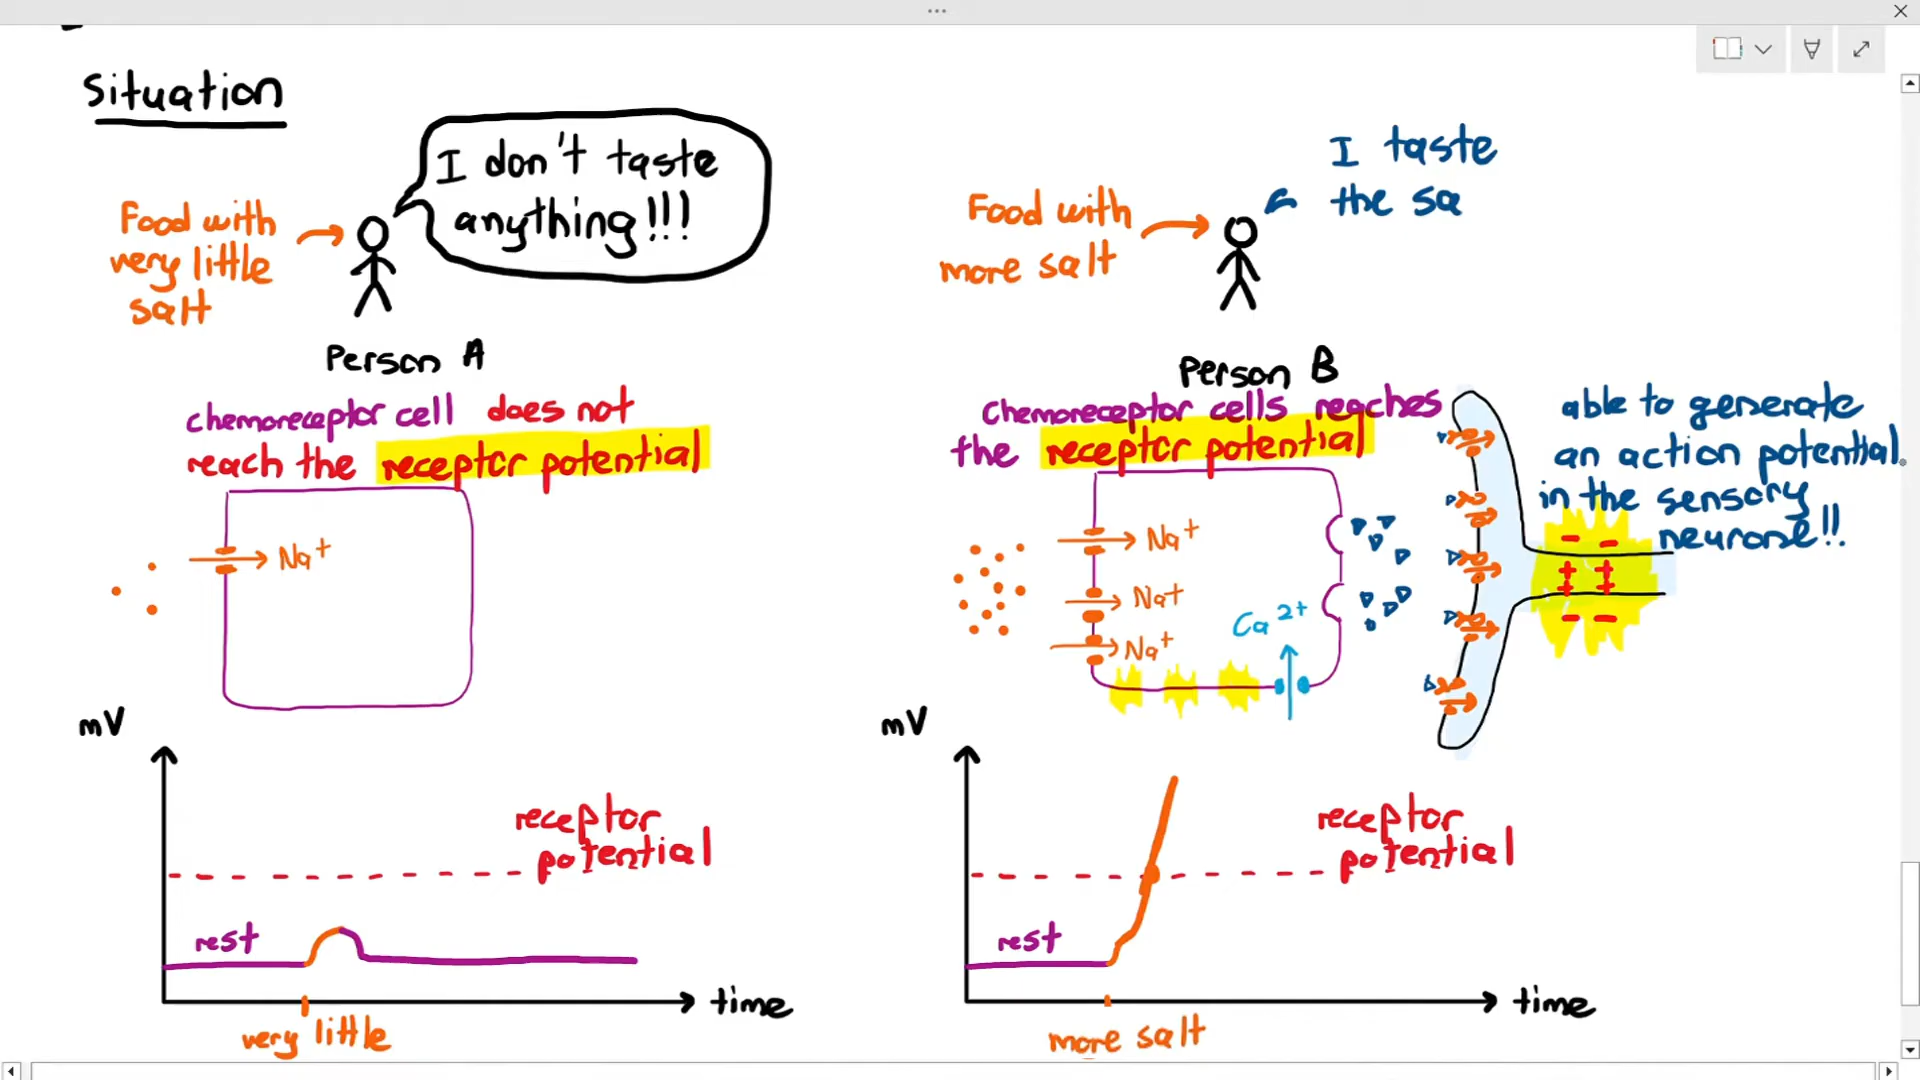 Situation
I don't taste
anything!!!
Food with
very little
salt
Person A
chemoreceptor cell does not
reach the receptor potential
Na+
mV
receptor
potential
rest
time
very little
I taste
the sa
Food with
more salt
Person B
chemoreceptor cells reaches
the receptor potential
able to generate
an action potential
in the sensory
neurone!!
Na+
Na+
Na+
Ca2+
- -
+ +
+ +
- -
mV
receptor
potential
rest
time
more salt